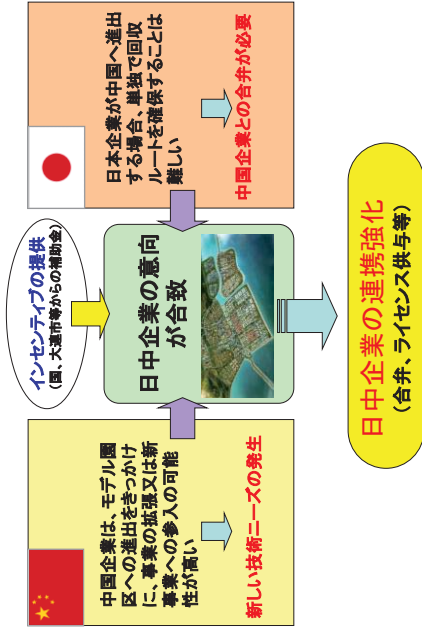 インセンティブの提供
(国、大連市等からの補助金)
中国企業は、モデル園
区への進出をきっかけ
に、事業の拡張又は新
事業への参入の可能
性が高い
新しい技術ニーズの発生
日中企業の意向
が合致
日本企業が中国へ進出
する場合、単独で回収
ルートを確保することは
難しい
中国企業との合弁が必要
日中企業の連携強化
(合弁、ライセンス供与等)